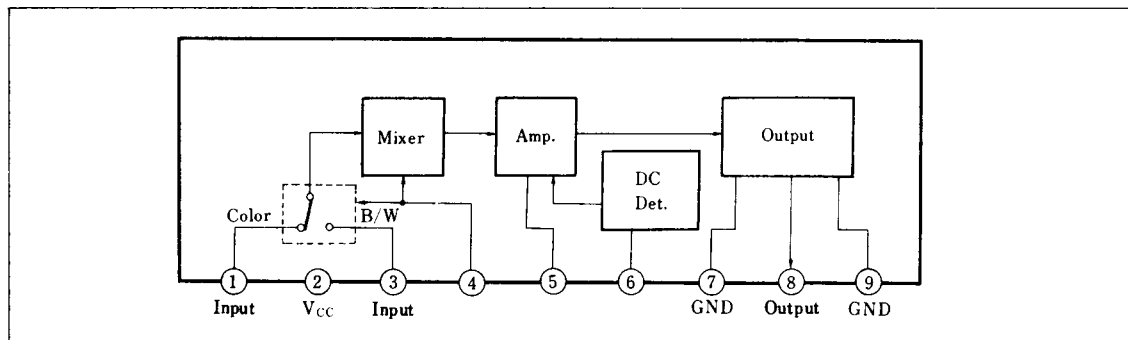 Mixer
Amp.
Output
DC
Det.
Color
B/W
1 2 3 4 5 6 7 8 9
Input VCC Input GND Output GND